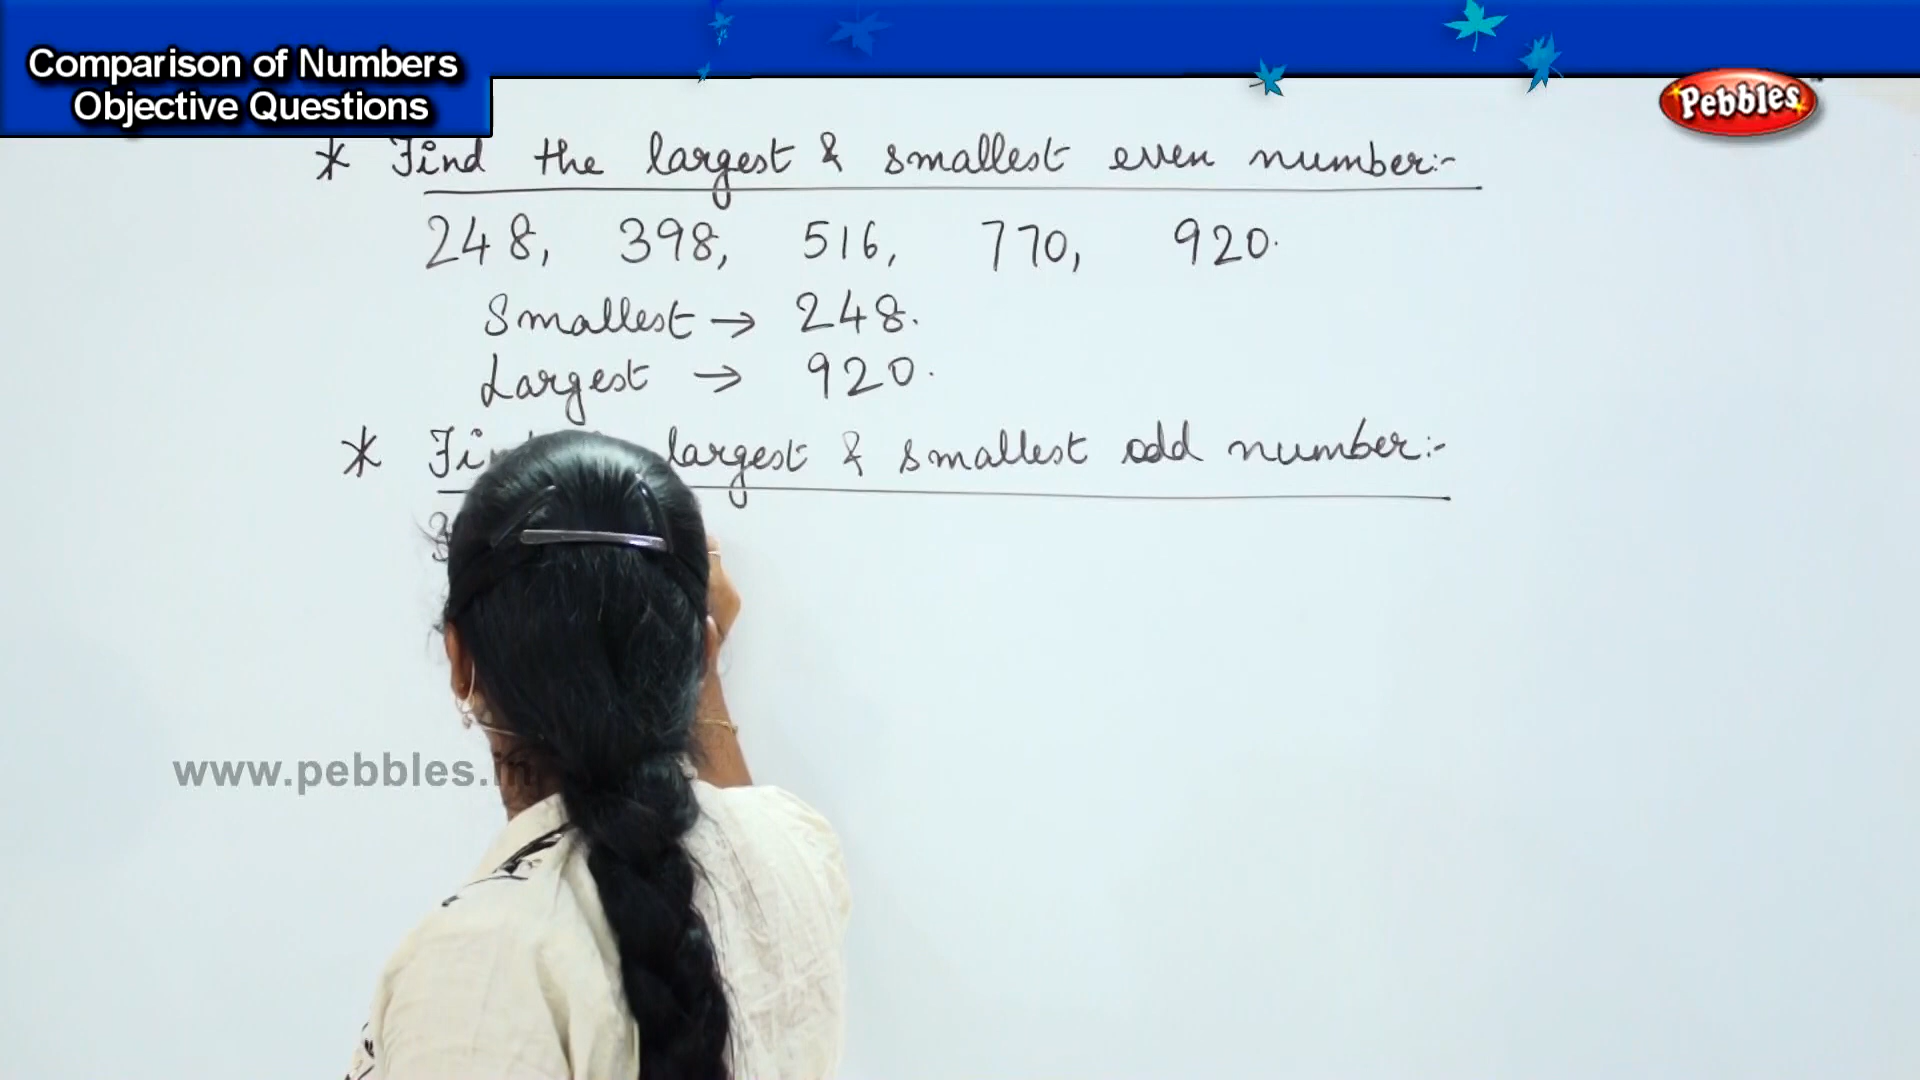 Comparison of Numbers
Objective Questions
Pebbles
* Find the largest & smallest even number:-
248, 398, 516, 770, 920.
Smallest → 248.
Largest → 920.
* largest & smallest odd number:-
3
www.pebbles.in